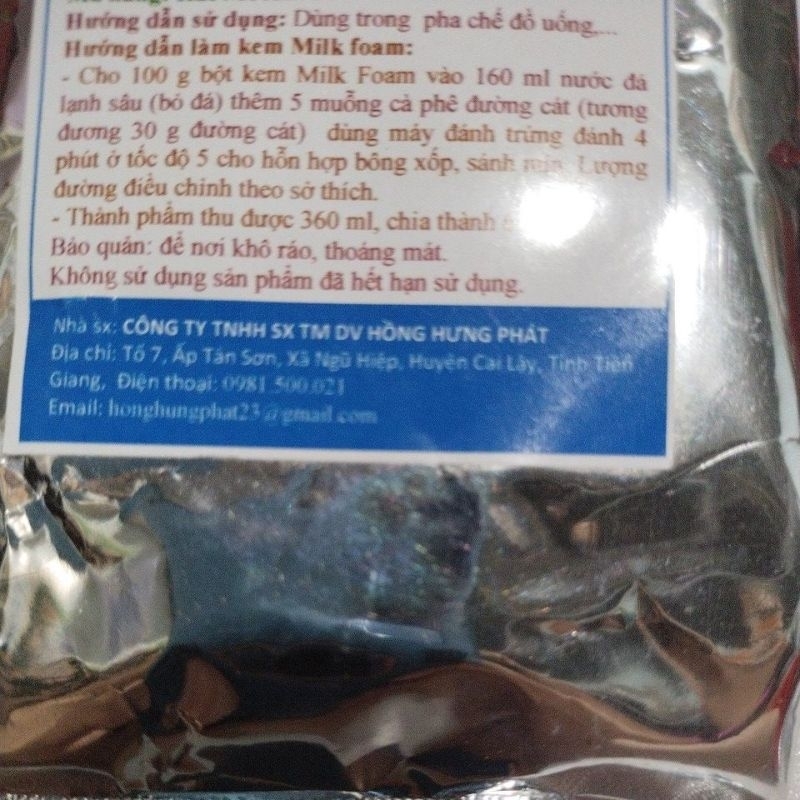 Hướng dẫn sử dụng: Dùng trong pha chế đồ uống,...
Hướng dẫn làm kem Milk foam:
- Cho 100 g bột kem Milk Foam vào 160 ml nước đá
lạnh sâu (bỏ đá) thêm 5 muỗng cà phê đường cát (tương
đương 30 g đường cát) dùng máy đánh trứng đánh 4
phút ở tốc độ 5 cho hỗn hợp bông xốp, sánh mịn. Lượng
đường điều chỉnh theo sở thích.
- Thành phẩm thu được 360 ml, chia thành
Bảo quản: để nơi khô ráo, thoáng mát.
Không sử dụng sản phẩm đã hết hạn sử dụng.
Nhà sx: CÔNG TY TNHH SX TM DV HỒNG HƯNG PHÁT
Địa chỉ: Tổ 7, Ấp Tân Sơn, Xã Ngũ Hiệp, Huyện Cai Lậy, Tỉnh Tiền
Giang, Điện thoại: 0981.500.021
Email: honghungphat23@gmail.com